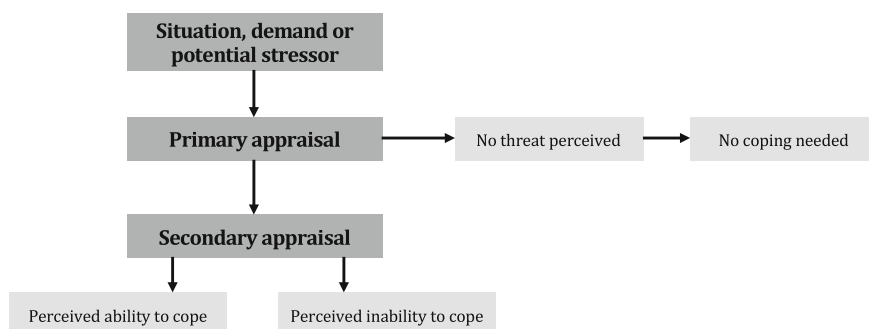 Situation, demand or
potential stressor
Primary appraisal
No threat perceived
No coping needed
Secondary appraisal
Perceived ability to cope
Perceived inability to cope